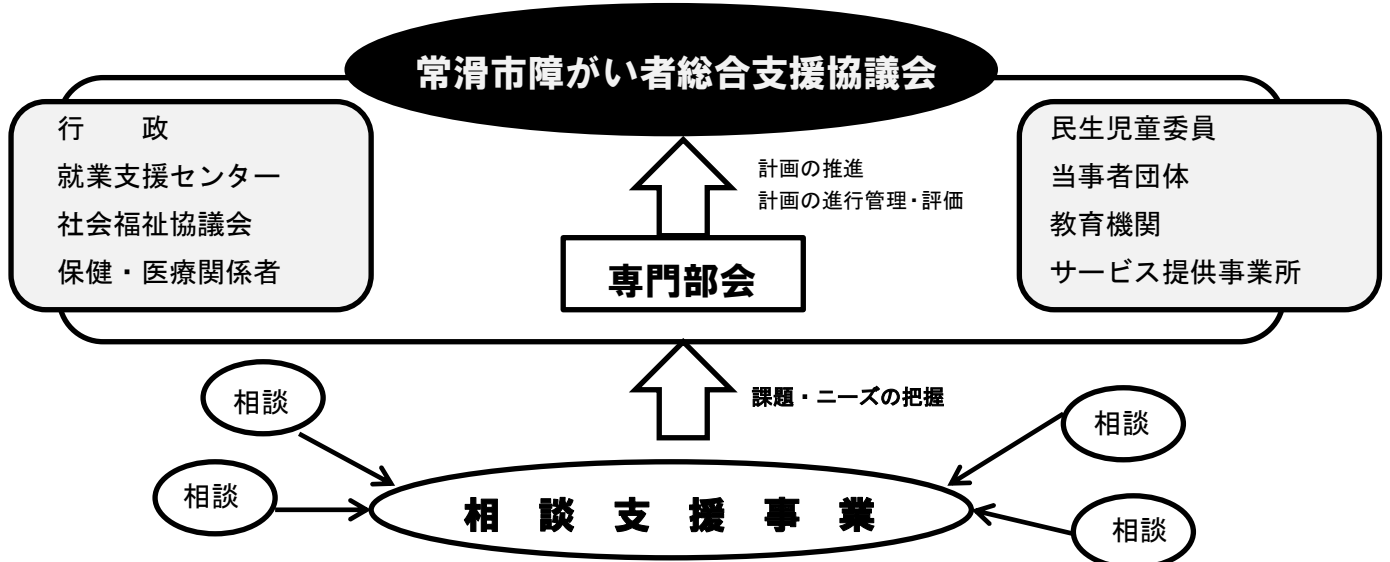 常滑市障がい者総合支援協議会
行　　政
就業支援センター
社会福祉協議会
保健・医療関係者
計画の推進
計画の進行管理・評価
専門部会
民生児童委員
当事者団体
教育機関
サービス提供事業所
課題・ニーズの把握
相談
相談
相談
相談
相　談　支　援　事　業